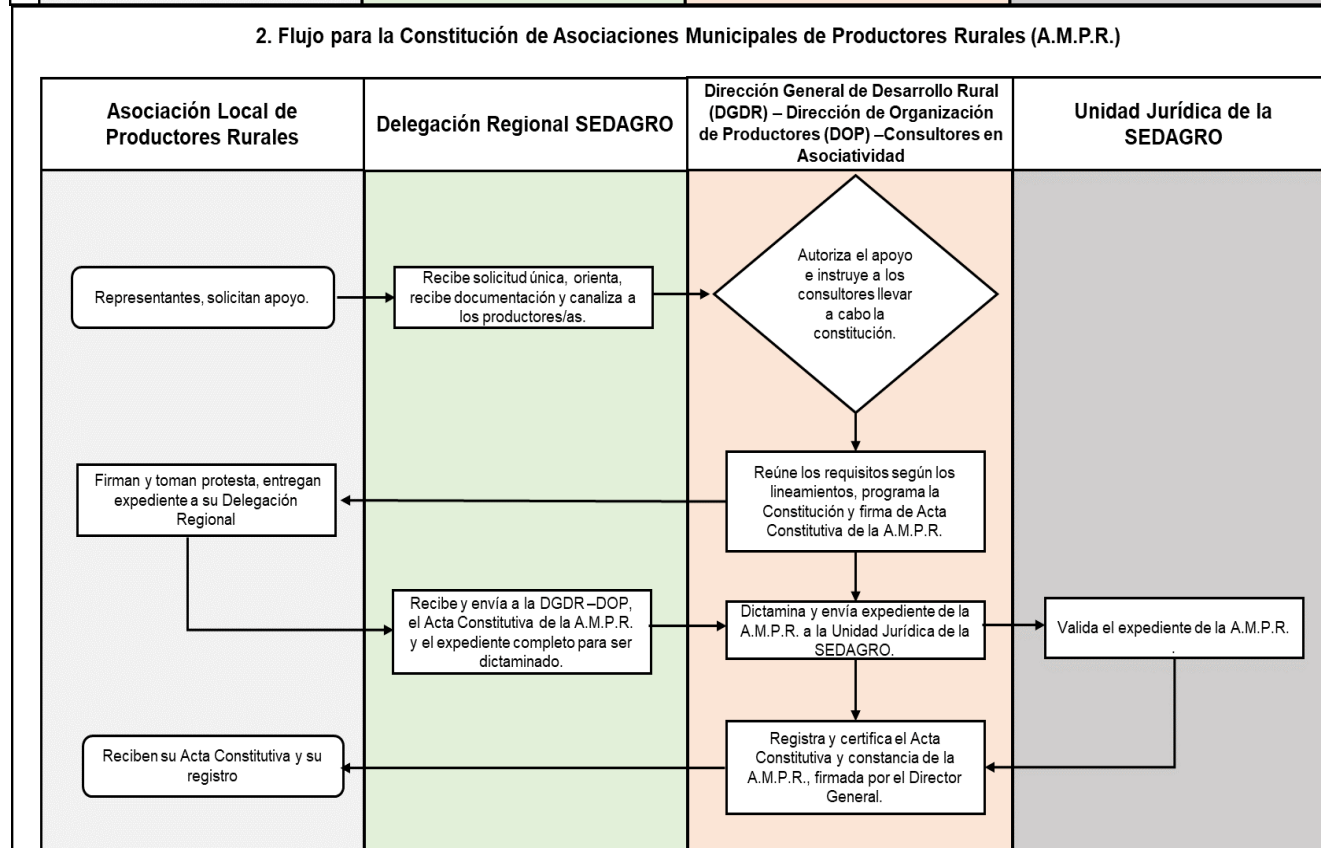 2. Flujo para la Constitución de Asociaciones Municipales de Productores Rurales (A.M.P.R.)
Asociación Local de
Productores Rurales
Delegación Regional SEDAGRO
Dirección General de Desarrollo Rural
(DGDR) – Dirección de Organización
de Productores (DOP) –Consultores en
Asociatividad
Unidad Jurídica de la
SEDAGRO
Representantes, solicitan apoyo.
Recibe solicitud única, orienta,
recibe documentación y canaliza a
los productores/as.
Autoriza el apoyo
e instruye a los
consultores llevar
a cabo la
constitución.
Firman y toman protesta, entregan
expediente a su Delegación
Regional
Reúne los requisitos según los
lineamientos, programa la
Constitución y firma de Acta
Constitutiva de la A.M.P.R.
Recibe y envía a la DGDR –DOP,
el Acta Constitutiva de la A.M.P.R.
y el expediente completo para ser
dictaminado.
Dictamina y envía expediente de la
A.M.P.R. a la Unidad Jurídica de la
SEDAGRO.
Valida el expediente de la A.M.P.R.
.
Reciben su Acta Constitutiva y su
registro
Registra y certifica el Acta
Constitutiva y constancia de la
A.M.P.R., firmada por el Director
General.